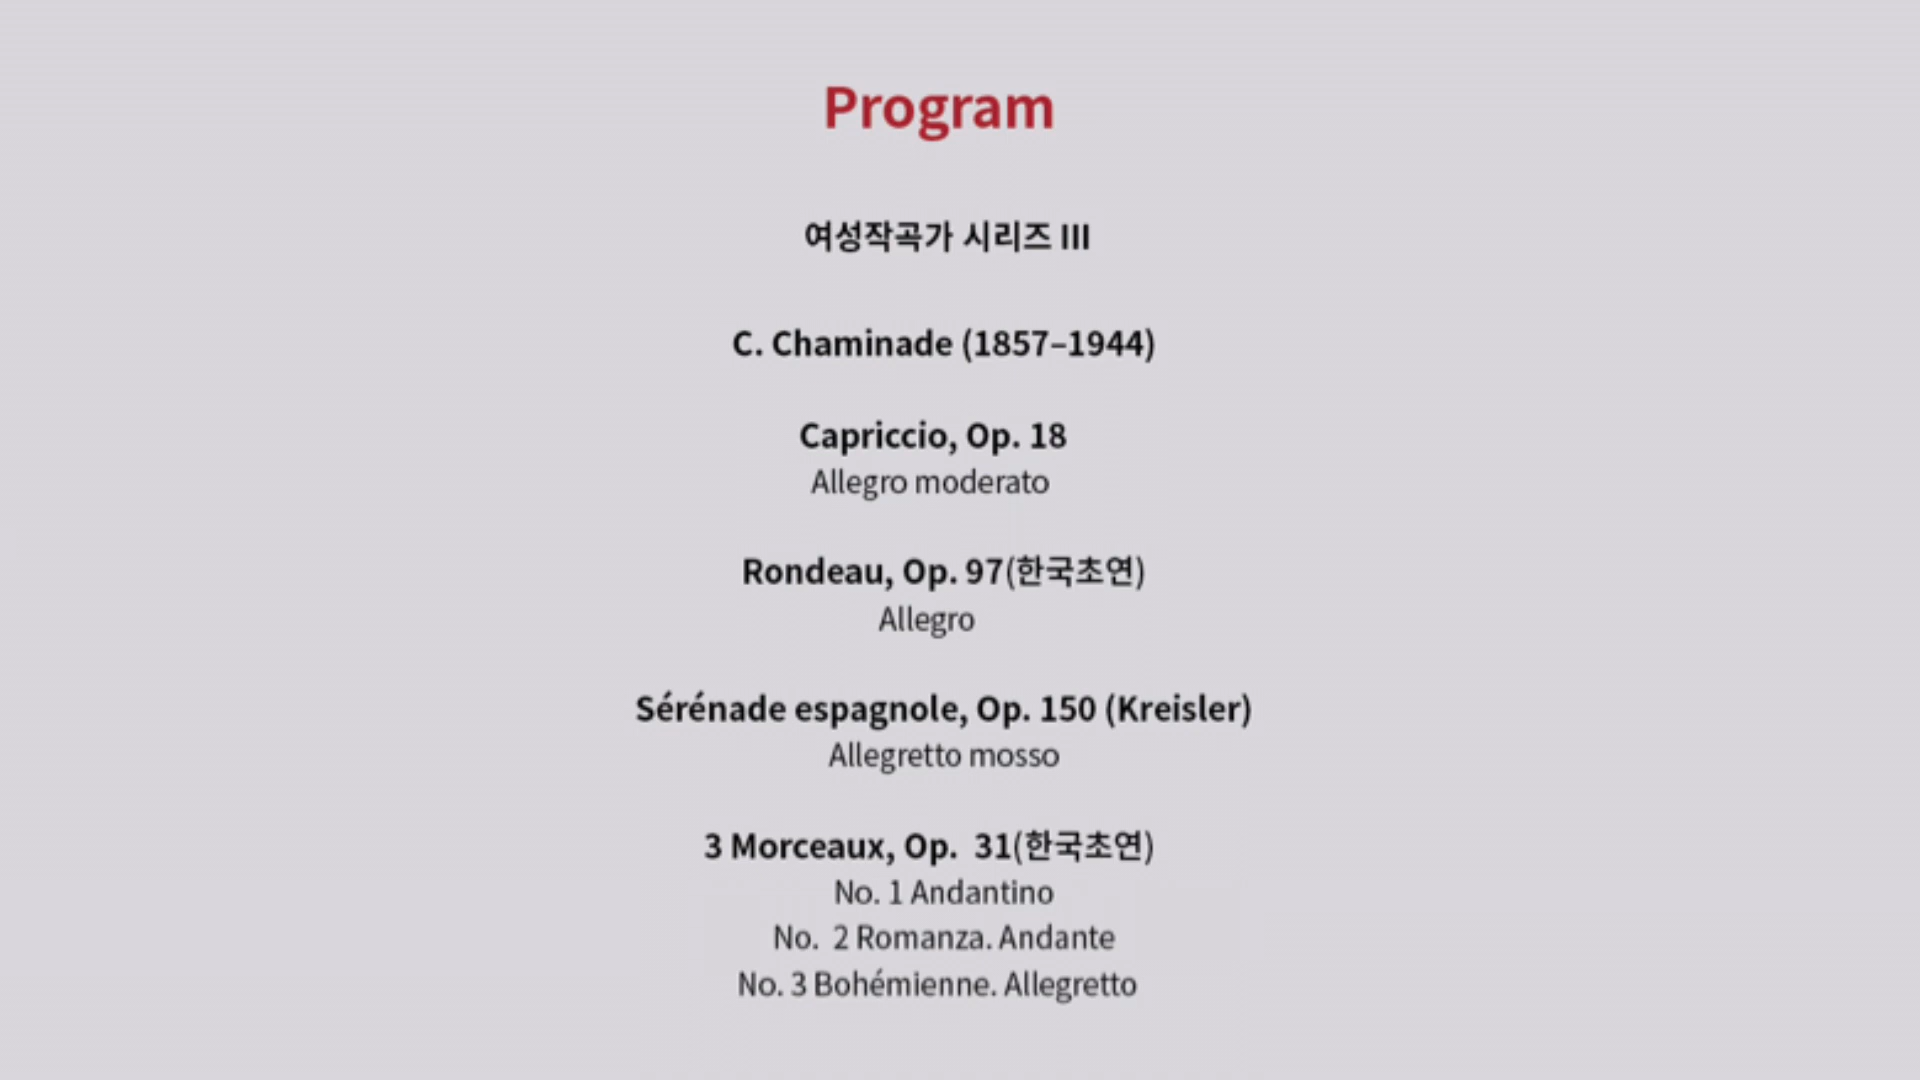 Program
여성작곡가 시리즈 III
C. Chaminade (1857–1944)
Capriccio, Op. 18
Allegro moderato
Rondeau, Op. 97(한국초연)
Allegro
Sérénade espagnole, Op. 150 (Kreisler)
Allegretto mosso
3 Morceaux, Op.  31(한국초연)
No. 1 Andantino
No.  2 Romanza. Andante
No. 3 Bohémienne. Allegretto